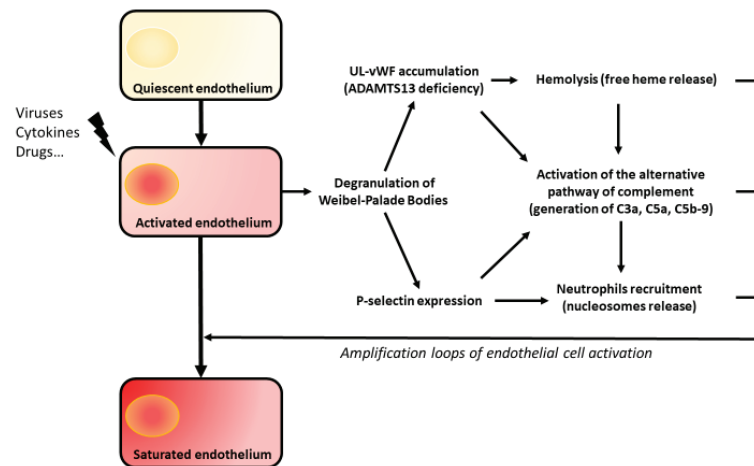 Quiescent endothelium
Viruses
Cytokines
Drugs...
Activated endothelium
Degranulation of
Weibel-Palade Bodies
UL-vWF accumulation
(ADAMTS13 deficiency)
Hemolysis (free heme release)
Activation of the alternative
pathway of complement
(generation of C3a, C5a, C5b-9)
P-selectin expression
Neutrophils recruitment
(nucleosomes release)
Amplification loops of endothelial cell activation
Saturated endothelium